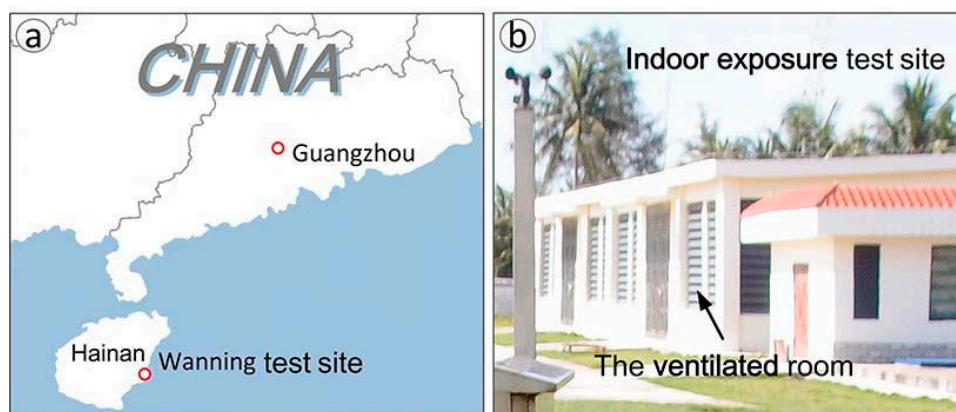 a
CHINA
Guangzhou
Hainan
Wanning test site
b
Indoor exposure test site
The ventilated room